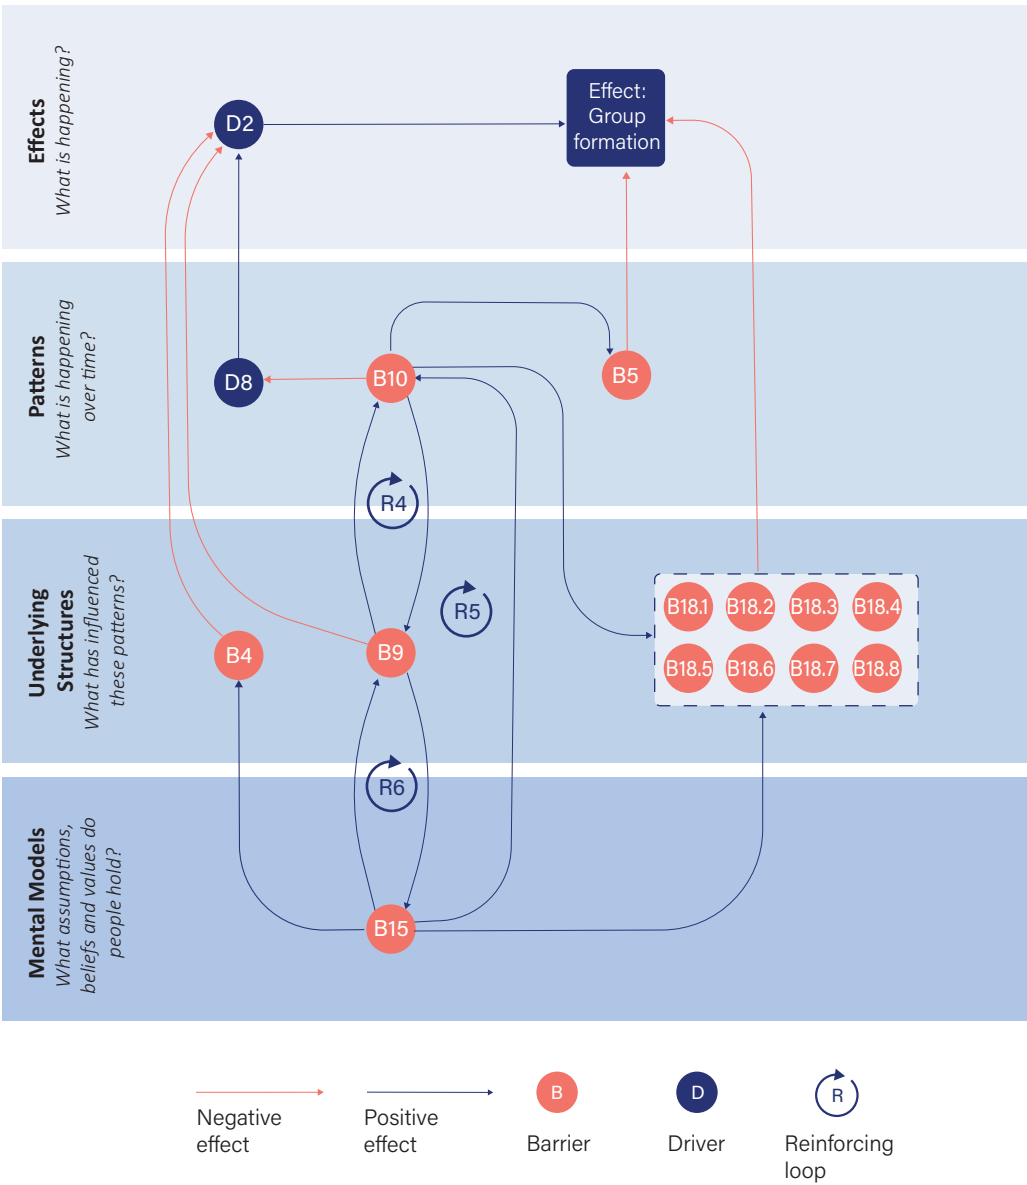 Effects
What is happening?
D2
Effect:
Group
formation
Patterns
What is happening
over time?
D8
B10
B5
R4
Underlying
Structures
What has influenced
these patterns?
B4
B9
R5
B18.1
B18.2
B18.3
B18.4
B18.5
B18.6
B18.7
B18.8
R6
Mental Models
What assumptions,
beliefs and values do
people hold?
B15
Negative
effect
Positive
effect
B
Barrier
D
Driver
R
Reinforcing
loop